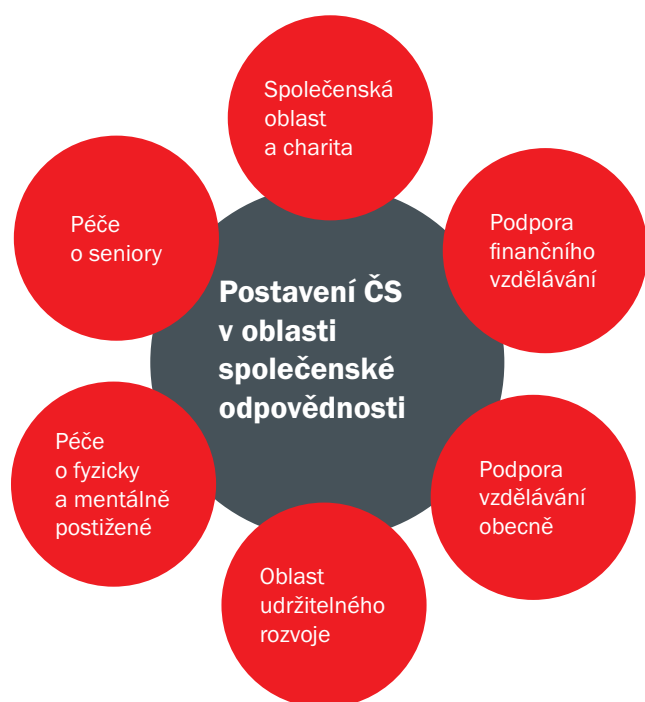 Společenská
oblast
a charita
Péče
o seniory
Podpora
finančního
vzdělávání
Postavení ČS
v oblasti
společenské
odpovědnosti
Péče
o fyzicky
a mentálně
postižené
Podpora
vzdělávání
obecně
Oblast
udržitelného
rozvoje